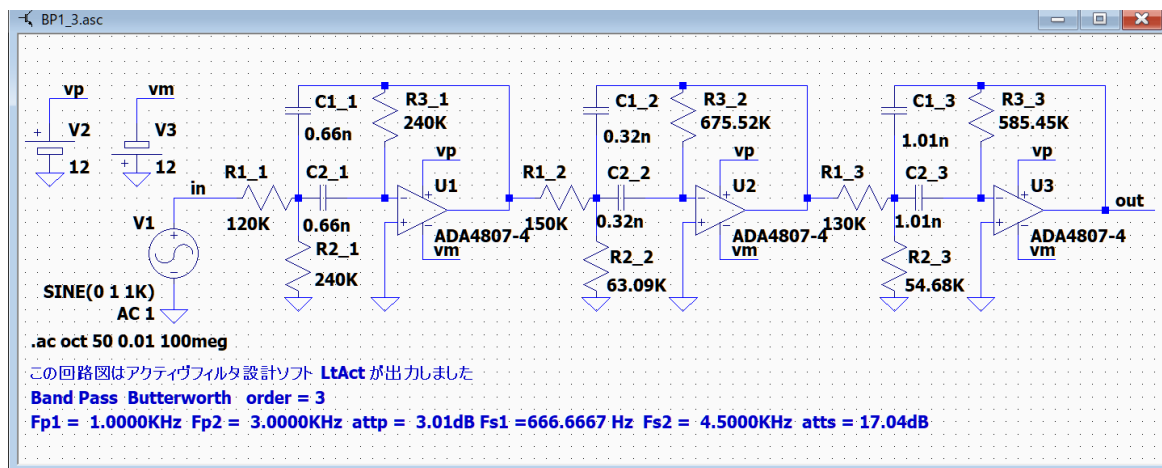 BP1_3.asc
vp
vm
V2
V3
+
+
12
12
in
V1
+
-
SINE(0 1 1K)
AC 1
R1_1
120K
C1_1
0.66n
R3_1
240K
C2_1
0.66n
R2_1
240K
vp
U1
ADA4807-4
vm
R1_2
150K
C1_2
0.32n
R3_2
675.52K
C2_2
0.32n
R2_2
63.09K
vp
U2
ADA4807-4
vm
R1_3
130K
C1_3
1.01n
R3_3
585.45K
C2_3
1.01n
R2_3
54.68K
vp
U3
ADA4807-4
vm
out
.ac oct 50 0.01 100meg
この回路図はアクティヴフィルタ設計ソフト LtAct が出力しました
Band Pass Butterworth order = 3
Fp1 = 1.0000KHz Fp2 = 3.0000KHz attp = 3.01dB Fs1 =666.6667 Hz Fs2 = 4.5000KHz atts = 17.04dB